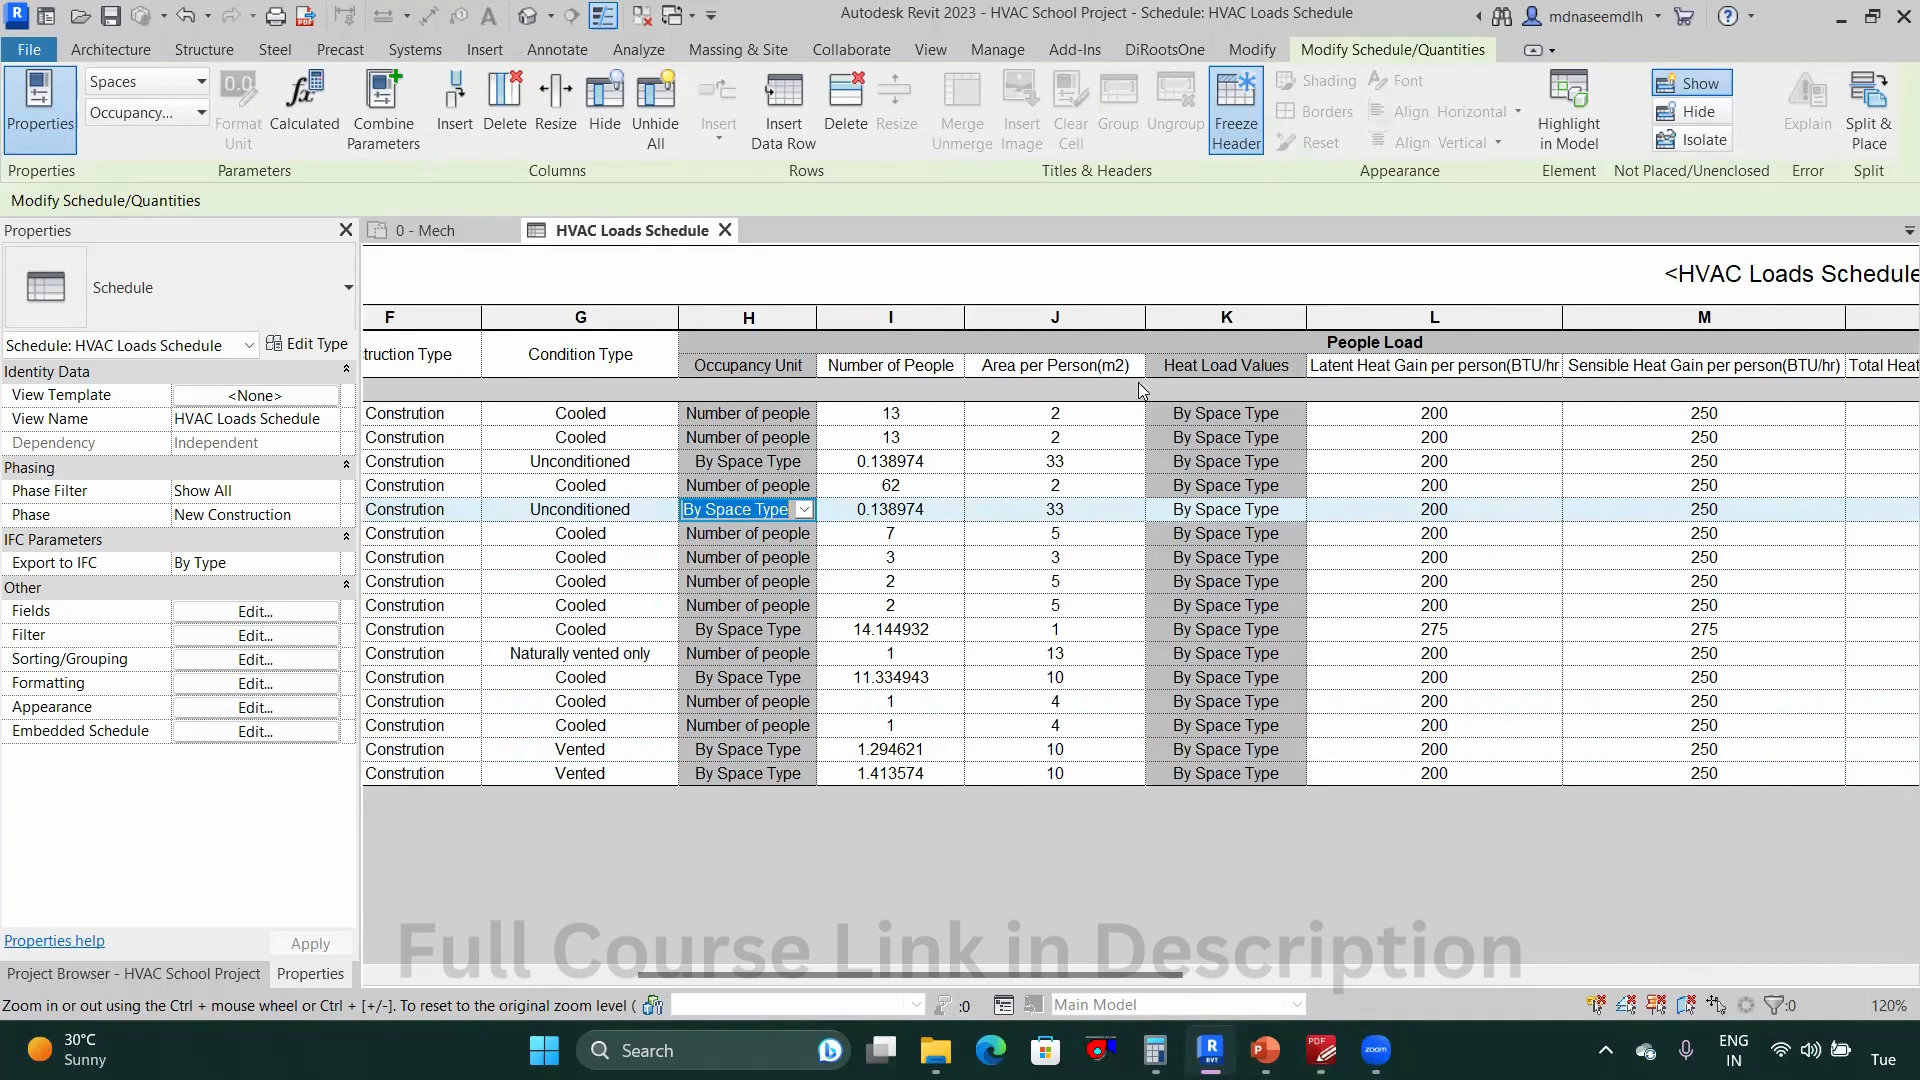 Autodesk Revit 2023 - HVAC School Project - Schedule: HVAC Loads Schedule
mdnaseemdlh
File Architecture Structure Steel Precast Systems Insert Annotate Analyze Massing & Site Collaborate View Manage Add-Ins DiRootsOne Modify Modify Schedule/Quantities
Properties
Spaces
Occupancy...
Format Unit
Calculated
Combine Parameters
Insert
Delete
Resize
Hide
Unhide All
Insert
Insert Data Row
Delete
Resize
Merge Unmerge
Insert Image
Clear Cell
Group
Ungroup
Freeze Header
Shading
Borders
Reset
Font
Align Horizontal
Align Vertical
Highlight in Model
Show
Hide
Isolate
Explain
Split & Place
Properties Parameters Columns Rows Titles & Headers Appearance Element Not Placed/Unenclosed Error Split
Modify Schedule/Quantities
Properties
Schedule
Schedule: HVAC Loads Schedule Edit Type
Identity Data
View Template <None>
View Name HVAC Loads Schedule
Dependency Independent
Phasing
Phase Filter Show All
Phase New Construction
IFC Parameters
Export to IFC By Type
Other
Fields Edit...
Filter Edit...
Sorting/Grouping Edit...
Formatting Edit...
Appearance Edit...
Embedded Schedule Edit...
Properties help Apply
Project Browser - HVAC School Project Properties
0 - Mech HVAC Loads Schedule
<HVAC Loads Schedule
F G H I J K L M
People Load
truction Type Condition Type Occupancy Unit Number of People Area per Person(m2) Heat Load Values Latent Heat Gain per person(BTU/hr Sensible Heat Gain per person(BTU/hr) Total Heat
Constrution Cooled Number of people 13 2 By Space Type 200 250
Constrution Cooled Number of people 13 2 By Space Type 200 250
Constrution Unconditioned By Space Type 0.138974 33 By Space Type 200 250
Constrution Cooled Number of people 62 2 By Space Type 200 250
Constrution Unconditioned By Space Type 0.138974 33 By Space Type 200 250
Constrution Cooled Number of people 7 5 By Space Type 200 250
Constrution Cooled Number of people 3 3 By Space Type 200 250
Constrution Cooled Number of people 2 5 By Space Type 200 250
Constrution Cooled Number of people 2 5 By Space Type 200 250
Constrution Cooled By Space Type 14.144932 1 By Space Type 275 275
Constrution Naturally vented only Number of people 1 13 By Space Type 200 250
Constrution Cooled By Space Type 11.334943 10 By Space Type 200 250
Constrution Cooled Number of people 1 4 By Space Type 200 250
Constrution Cooled Number of people 1 4 By Space Type 200 250
Constrution Vented By Space Type 1.294621 10 By Space Type 200 250
Constrution Vented By Space Type 1.413574 10 By Space Type 200 250
Full Course Link in Description
Zoom in or out using the Ctrl + mouse wheel or Ctrl + [+/-]. To reset to the original zoom level ( :0 Main Model :0 120%
30°C
Sunny
Search
zoom
ENG
IN
Tue